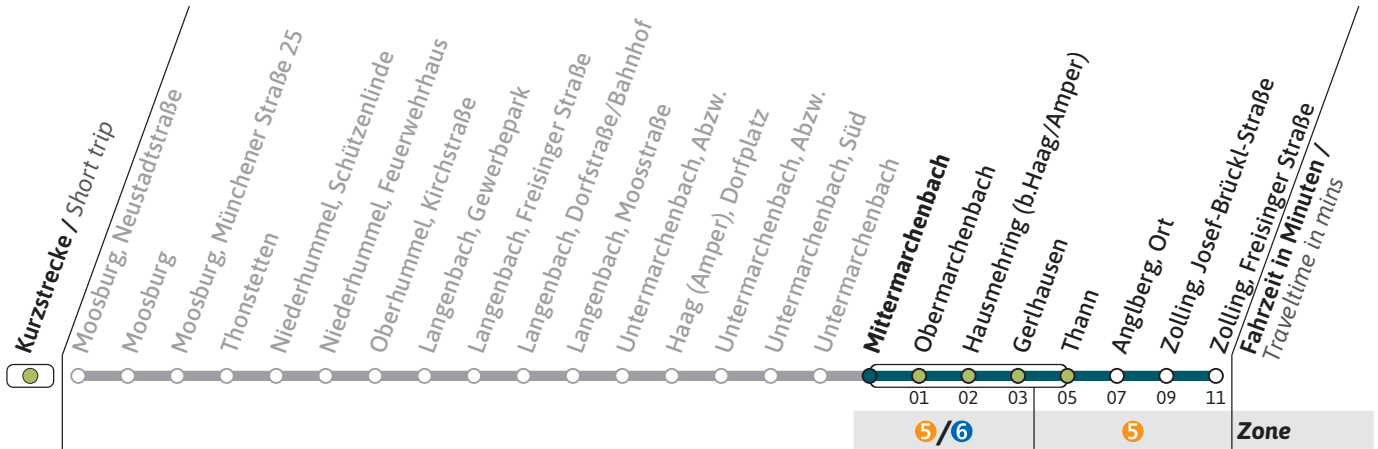 Kurzstrecke / Short trip
Moosburg, Neustadtstraße
Moosburg
Moosburg, Münchener Straße 25
Thonstetten
Niederhummel, Schützenlinde
Niederhummel, Feuerwehrhaus
Oberhummel, Kirchstraße
Langenbach, Gewerbepark
Langenbach, Freisinger Straße
Langenbach, Dorfstraße/Bahnhof
Langenbach, Moosstraße
Untermarchenbach, Abzw.
Haag (Amper), Dorfplatz
Untermarchenbach, Abzw.
Untermarchenbach, Süd
Untermarchenbach
Mittermarchenbach
Obermarchenbach
Hausmehring (b.Haag/Amper)
Gerlhausen
Thann
Anglberg, Ort
Zolling, Josef-Brückl-Straße
Zolling, Freisinger Straße
Fahrzeit in Minuten /
Traveltime in mins
01 02 03 05 07 09 11
5/6 5 Zone